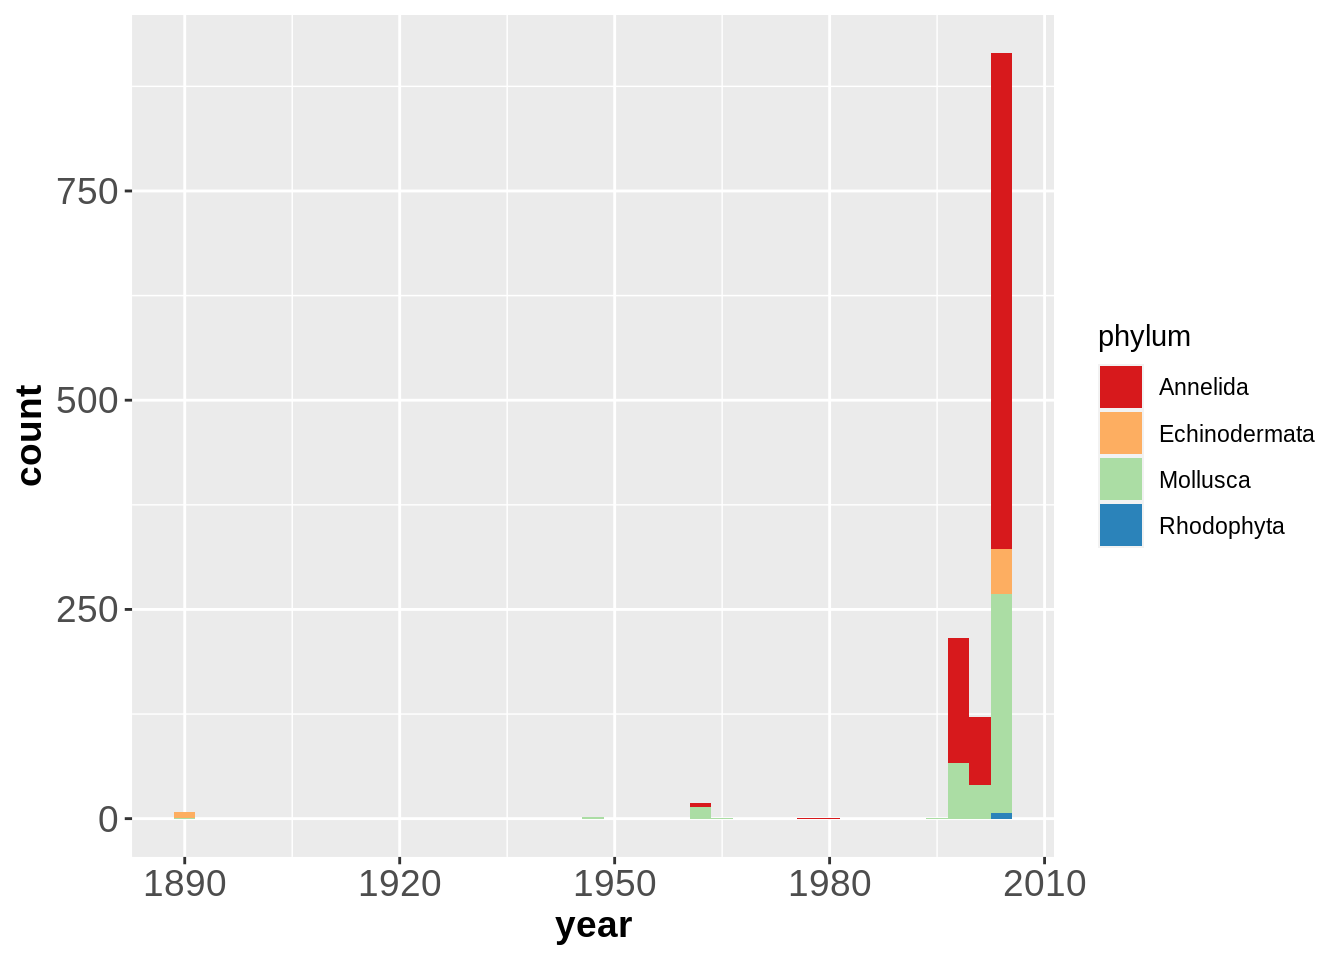 750
500
250
0
count
1890 1920 1950 1980 2010
year
phylum
Annelida
Echinodermata
Mollusca
Rhodophyta